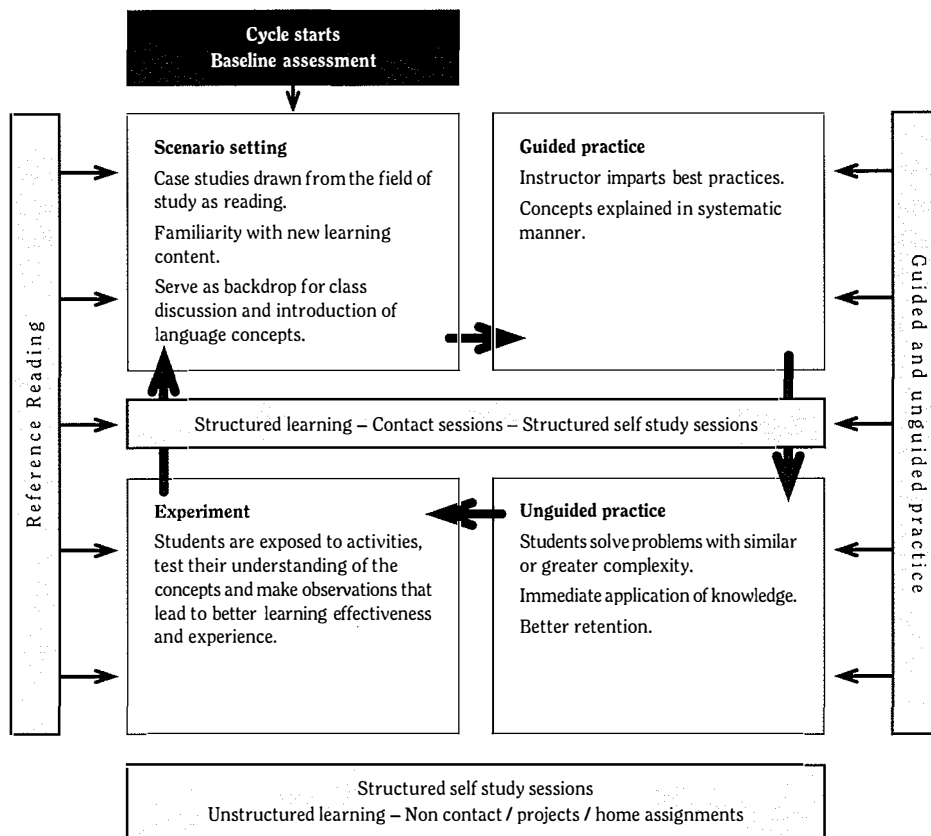 Cycle starts
Baseline assessment
Reference Reading
Scenario setting
Case studies drawn from the field of
study as reading.
Familiarity with new learning
content.
Serve as backdrop for class
discussion and introduction of
language concepts.
Guided practice
Instructor imparts best practices.
Concepts explained in systematic
manner.
Guided and unguided practice
Structured learning – Contact sessions – Structured self study sessions
Experiment
Students are exposed to activities,
test their understanding of the
concepts and make observations that
lead to better learning effectiveness
and experience.
Unguided practice
Students solve problems with similar
or greater complexity.
Immediate application of knowledge.
Better retention.
Structured self study sessions
Unstructured learning – Non contact / projects / home assignments